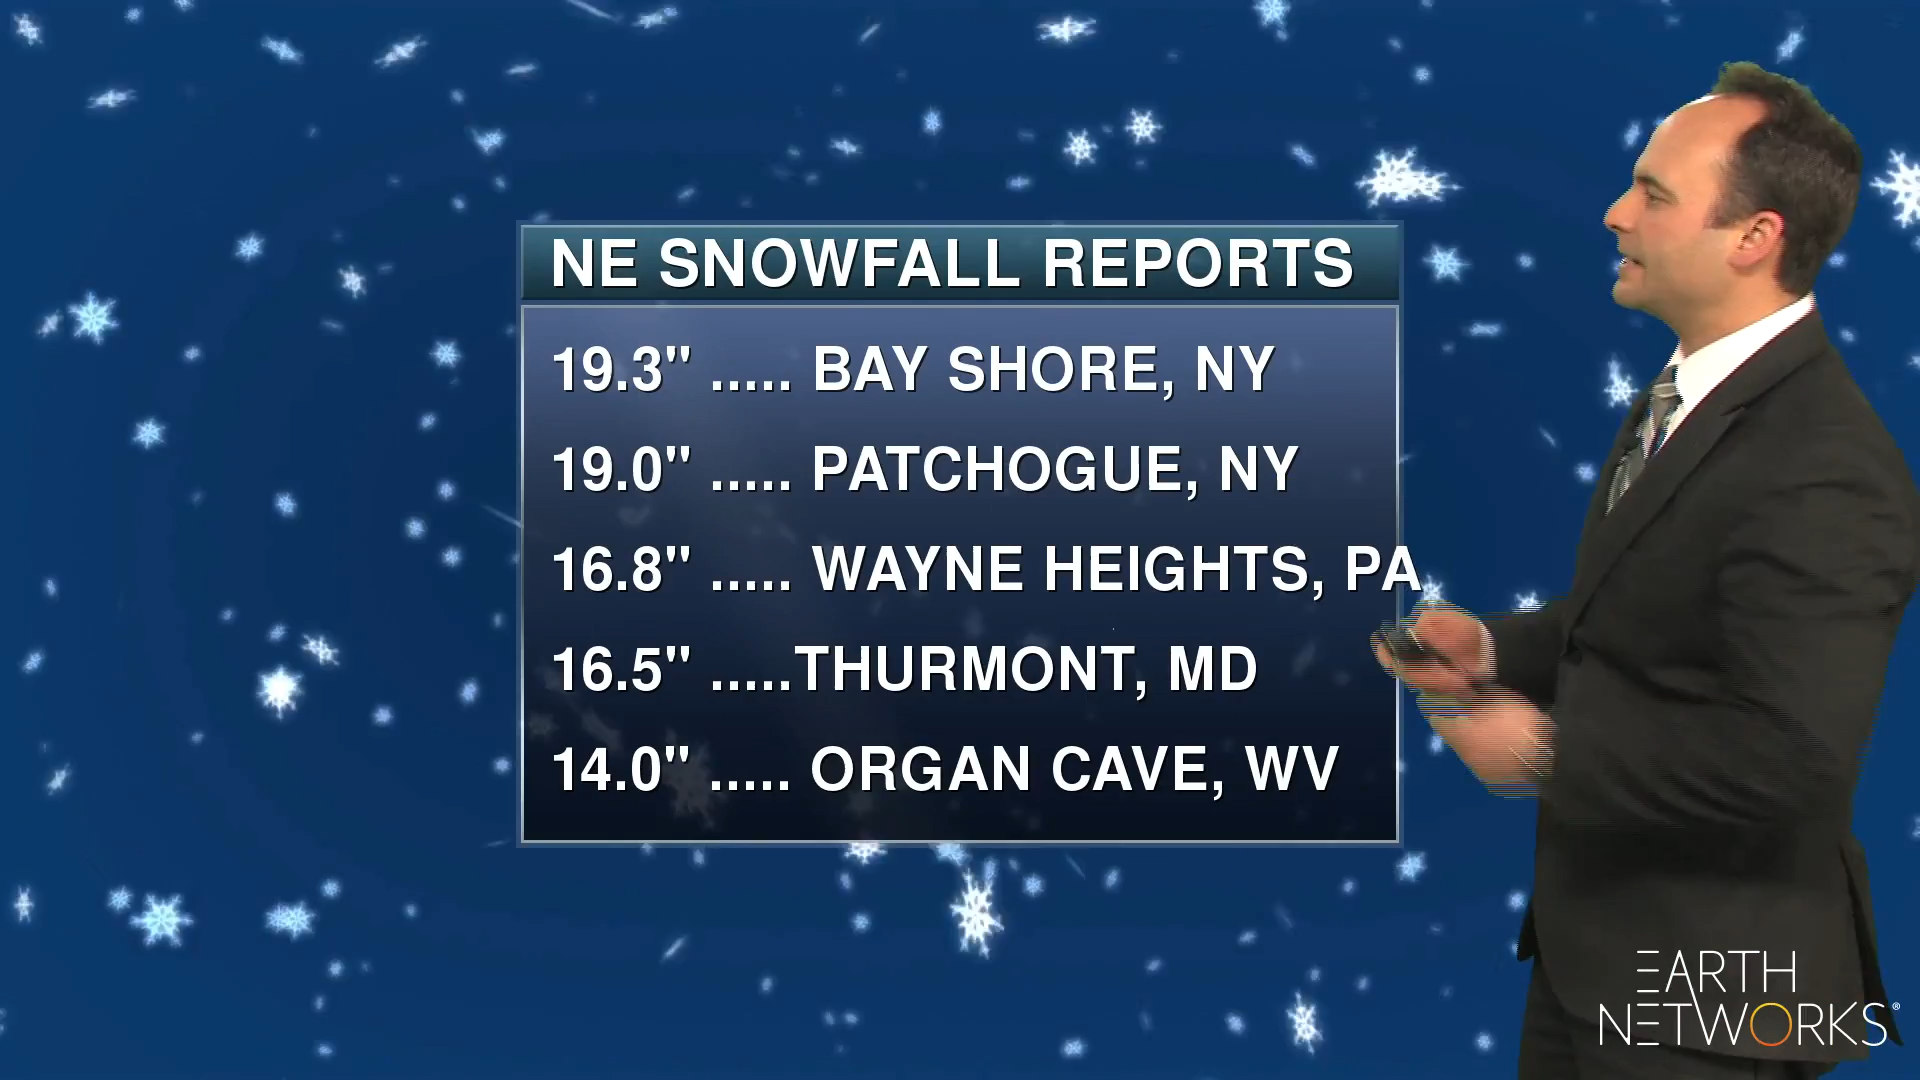 NE SNOWFALL REPORTS
19.3" ..... BAY SHORE, NY
19.0" ..... PATCHOGUE, NY
16.8" ..... WAYNE HEIGHTS, PA
16.5" .....THURMONT, MD
14.0" ..... ORGAN CAVE, WV
EARTH
NETWORKS®